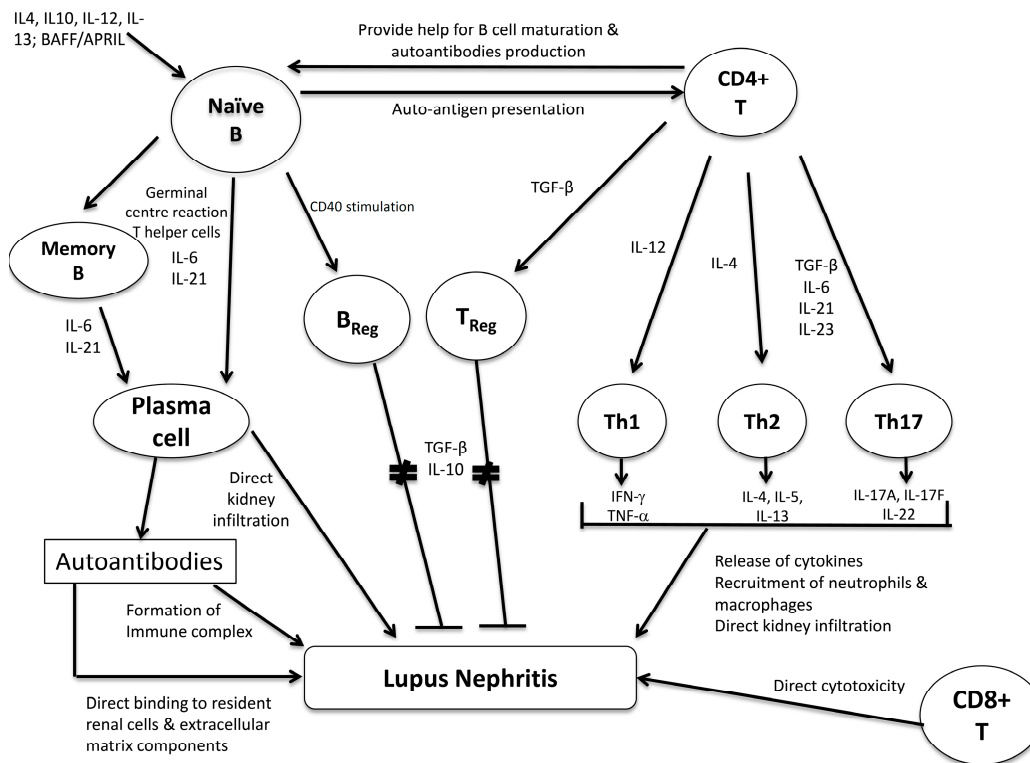 IL4, IL10, IL-12, IL-
13; BAFF/APRIL
Provide help for B cell maturation &
autoantibodies production
Auto-antigen presentation
Naïve
B
CD4+
T
Germinal
centre reaction
T helper cells
IL-6
IL-21
CD40 stimulation
TGF-β
IL-12
IL-4
TGF-β
IL-6
IL-21
IL-23
Memory
B
IL-6
IL-21
BReg
TReg
Plasma
cell
Th1
Th2
Th17
TGF-β
IL-10
Direct
kidney
infiltration
IFN-γ
TNF-α
IL-4, IL-5,
IL-13
IL-17A, IL-17F
IL-22
Autoantibodies
Release of cytokines
Recruitment of neutrophils &
macrophages
Direct kidney infiltration
Formation of
Immune complex
Lupus Nephritis
Direct cytotoxicity
CD8+
T
Direct binding to resident
renal cells & extracellular
matrix components